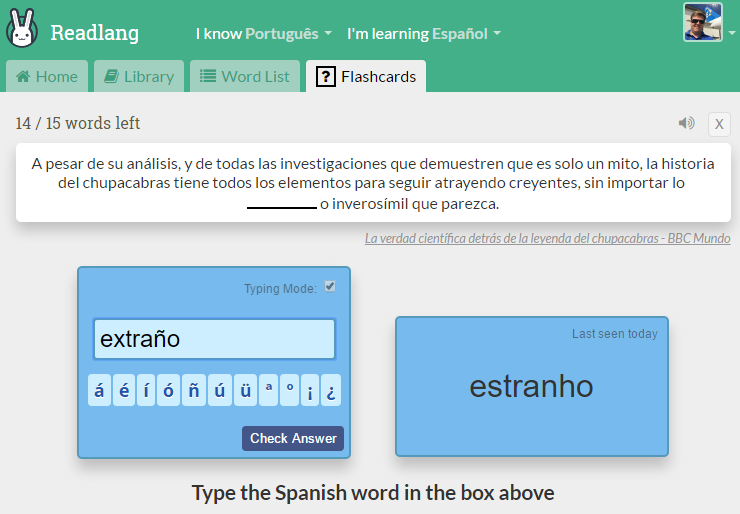 Readlang
I know Português
I'm learning Español
Home
Library
Word List
? Flashcards
14 / 15 words left
X
A pesar de su análisis, y de todas las investigaciones que demuestren que es solo un mito, la historia
del chupacabras tiene todos los elementos para seguir atrayendo creyentes, sin importar lo
________ o inverosímil que parezca.
La verdad científica detrás de la leyenda del chupacabras - BBC Mundo
Typing Mode:
extraño
á é í ó ñ ú ü ª º ¡ ¿
Check Answer
Last seen today
estranho
Type the Spanish word in the box above